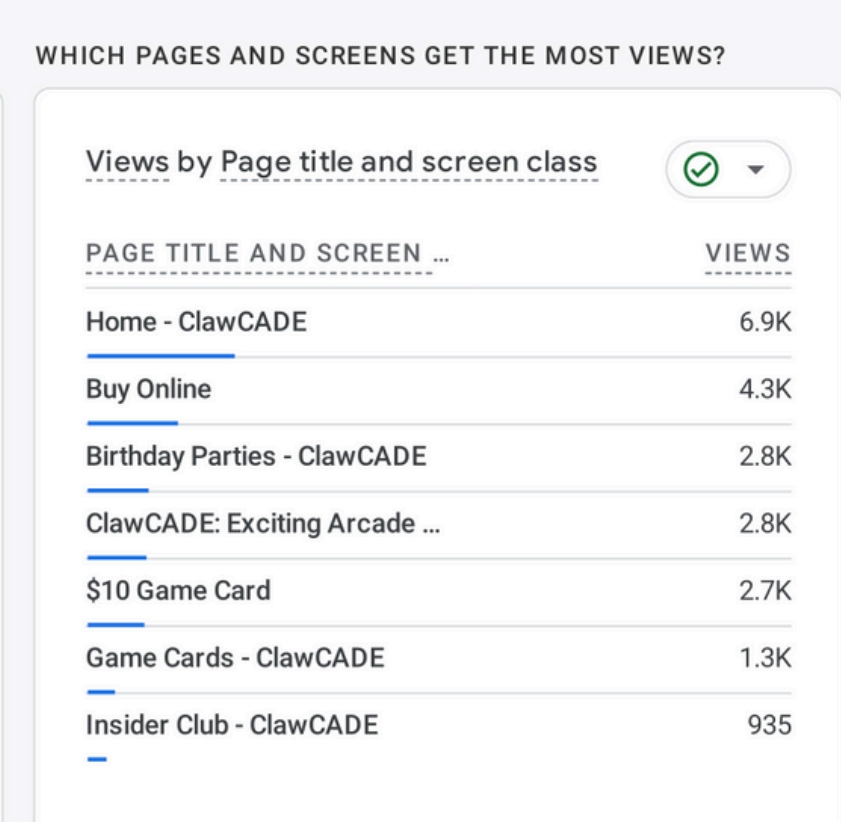 WHICH PAGES AND SCREENS GET THE MOST VIEWS?
Views by Page title and screen class
PAGE TITLE AND SCREEN … VIEWS
Home - ClawCADE 6.9K
Buy Online 4.3K
Birthday Parties - ClawCADE 2.8K
ClawCADE: Exciting Arcade … 2.8K
$10 Game Card 2.7K
Game Cards - ClawCADE 1.3K
Insider Club - ClawCADE 935